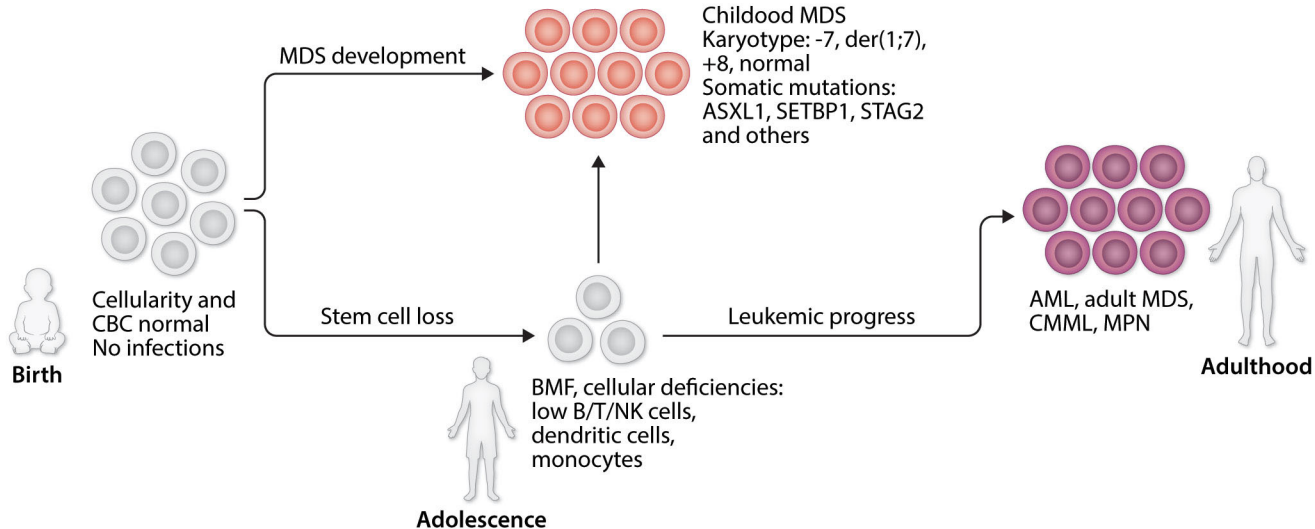 MDS development
Childood MDS
Karyotype: -7, der(1;7),
+8, normal
Somatic mutations:
ASXL1, SETBP1, STAG2
and others
Cellularity and
CBC normal
No infections
Birth
Stem cell loss
BMF, cellular deficiencies:
low B/T/NK cells,
dendritic cells,
monocytes
Adolescence
Leukemic progress
AML, adult MDS,
CMML, MPN
Adulthood